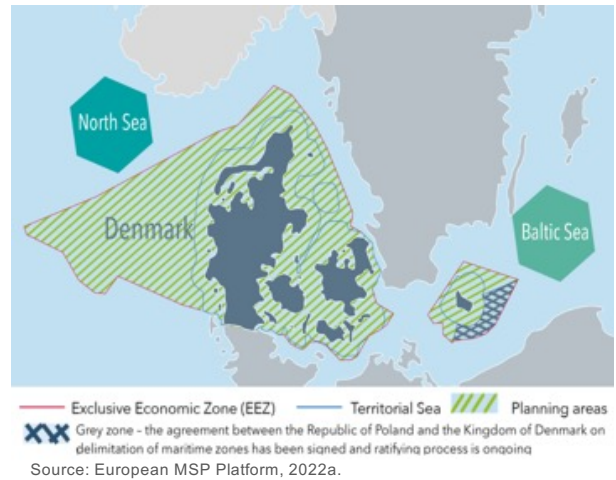 North Sea
Denmark
Baltic Sea
Exclusive Economic Zone (EEZ) Territorial Sea Planning areas
Grey zone - the agreement between the Republic of Poland and the Kingdom of Denmark on
delimitation of maritime zones has been signed and ratifying process is ongoing
Source: European MSP Platform, 2022a.